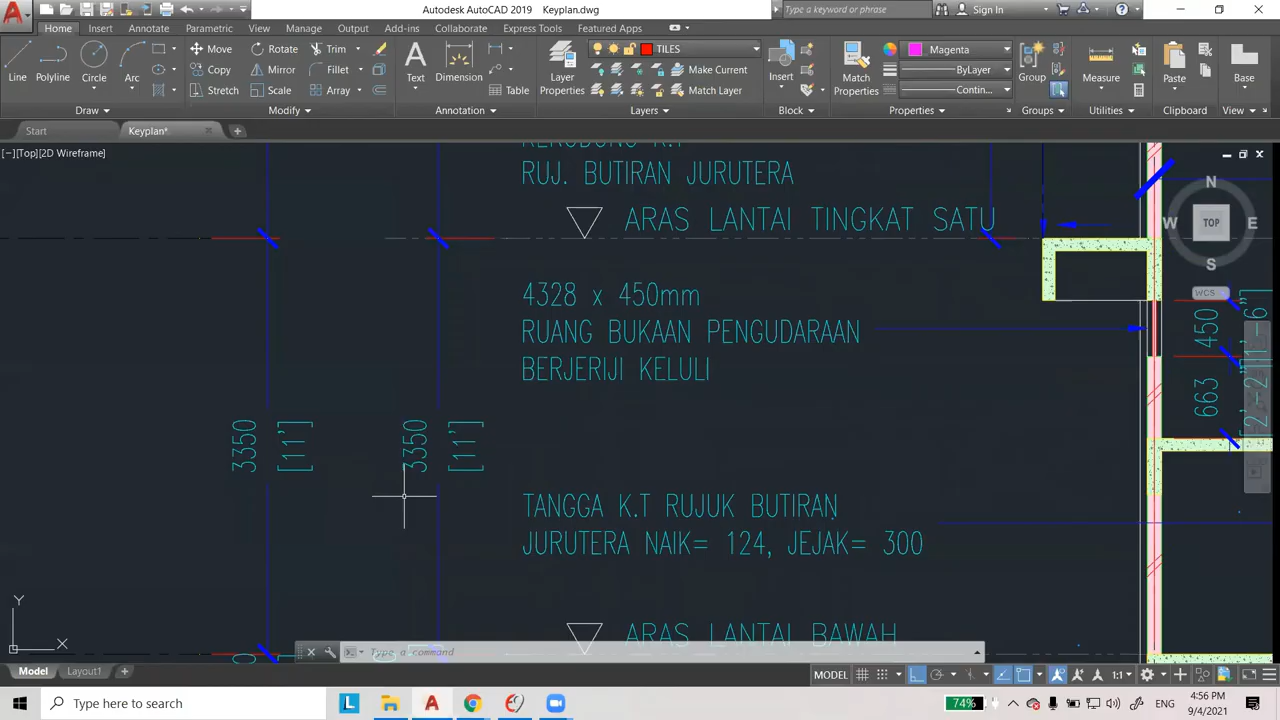 Autodesk AutoCAD 2019 Keyplan.dwg
Type a keyword or phrase
Sign In
Home Insert Annotate Parametric View Manage Output Add-ins Collaborate Express Tools Featured Apps
Line Polyline Circle Arc
Move Rotate Trim
Copy Mirror Fillet
Stretch Scale Array
Text Dimension Table
Layer Properties
TILES
Make Current
Match Layer
Insert
Match Properties
Magenta
ByLayer
Contin...
Group
Measure
Paste
Base
Draw Modify Annotation Layers Block Properties Groups Utilities Clipboard View
Start Keyplan*
[−][Top][2D Wireframe]
RUJ. BUTIRAN JURUTERA
ARAS LANTAI TINGKAT SATU
4328 x 450mm
RUANG BUKAAN PENGUDARAAN
BERJERIJI KELULI
3350
[11']
3350
[11']
TANGGA K.T RUJUK BUTIRAN
JURUTERA NAIK= 124, JEJAK= 300
ARAS LANTAI BAWAH
N
W TOP E
S
WCS
450
663
Y
X
Type a command
Model Layout1
MODEL
1:1
Type here to search
L
74%
ENG
4:56 PM
9/4/2021